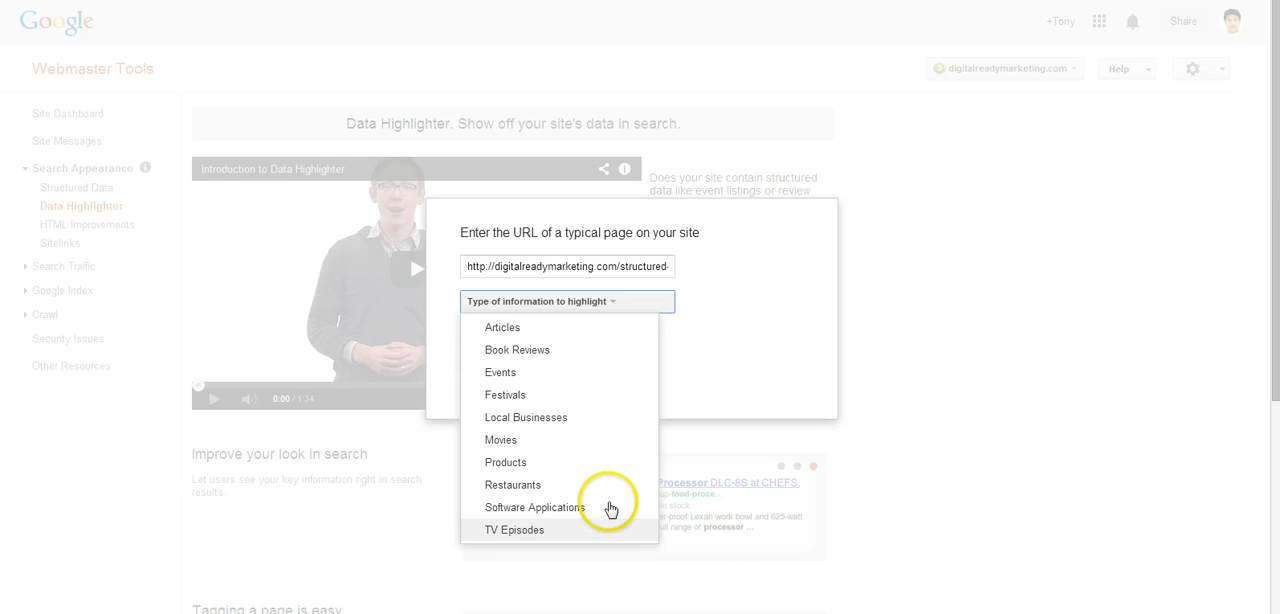 Google
+Tony
Share
Webmaster Tools
digitalreadymarketing.com
Help
Site Dashboard
Site Messages
Search Appearance
Structured Data
Data Highlighter
HTML Improvements
Sitelinks
Search Traffic
Google Index
Crawl
Security Issues
Other Resources
Data Highlighter. Show off your site's data in search.
Introduction to Data Highlighter
Does your site contain structured
data like event listings or review
Enter the URL of a typical page on your site
http://digitalreadymarketing.com/structured-
Type of information to highlight
Articles
Book Reviews
Events
Festivals
Local Businesses
Movies
Products
Restaurants
Software Applications
TV Episodes
0:00 / 1:34
Improve your look in search
Let users see your key information right in search
results.
Processor DLC-8S at CHEFS.
up-food-proce...
in stock
er-proof Lexan work bowl and 625-watt
ull range of processor ...
Tagging a page is easy